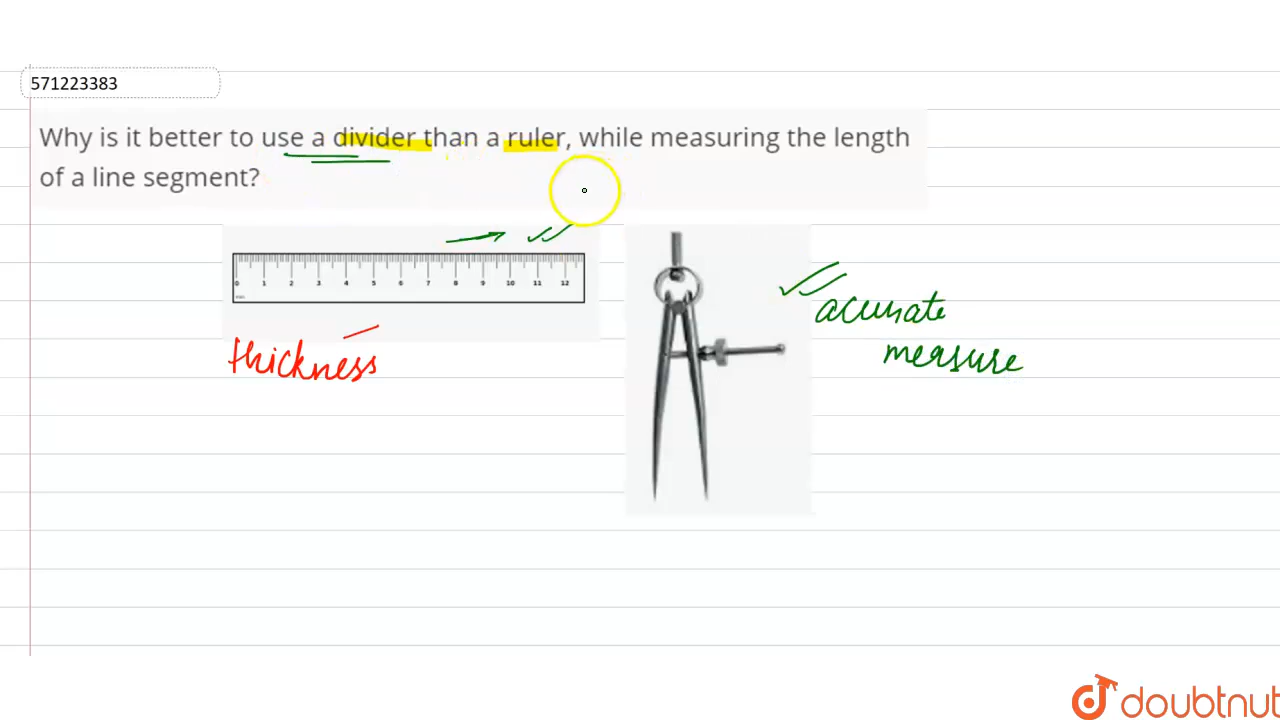 571223383
Why is it better to use a divider than a ruler, while measuring the length
of a line segment?
0 1 2 3 4 5 6 7 8 9 10 11 12
thickness
acurate
measure
doubtnut